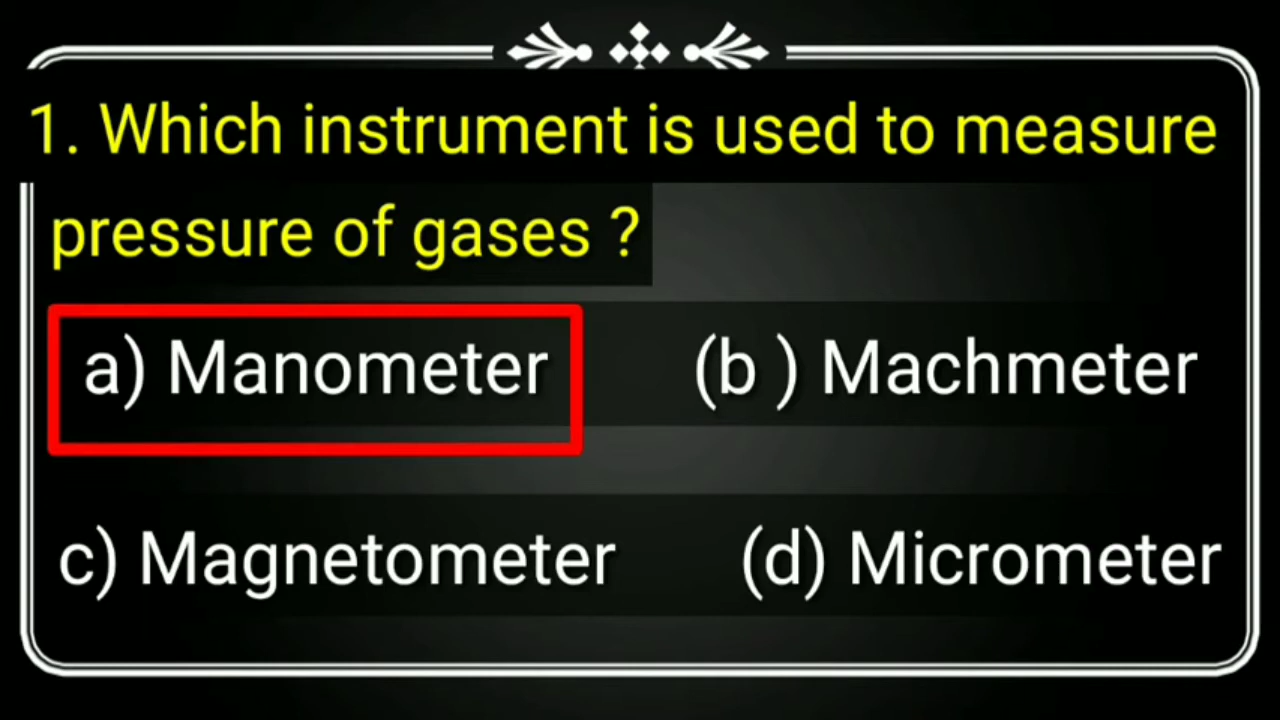 1. Which instrument is used to measure
pressure of gases ?
a) Manometer (b ) Machmeter
c) Magnetometer (d) Micrometer